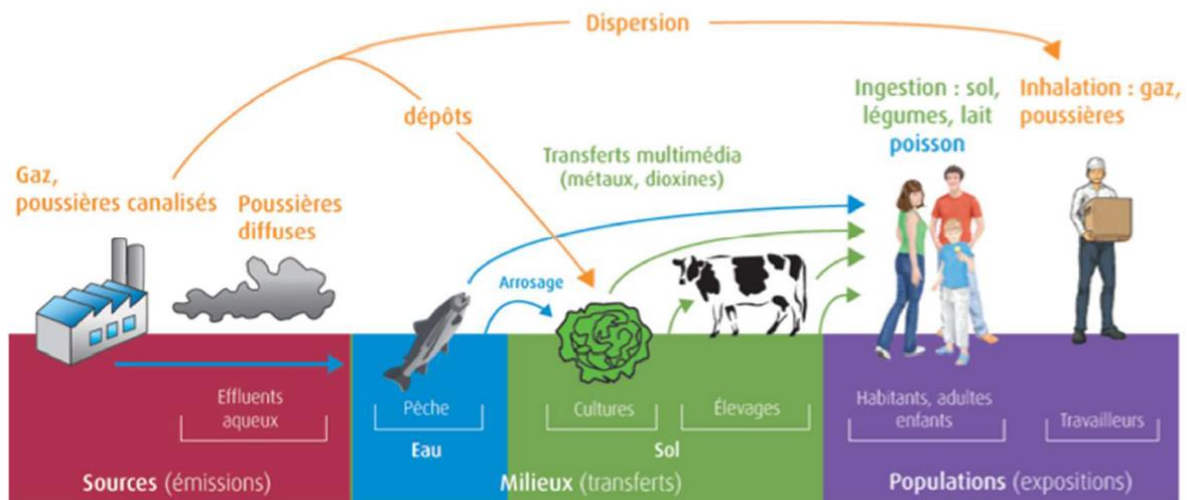 Dispersion
dépôts
Ingestion : sol,
légumes, lait
poisson
Inhalation : gaz,
poussières
Transferts multimédia
(métaux, dioxines)
Gaz,
poussières canalisés
Poussières
diffuses
Arrosage
Effluents
aqueux
Pêche
Cultures
Élevages
Habitants, adultes
enfants
Travailleurs
Eau
Sol
Sources (émissions)
Milieux (transferts)
Populations (expositions)